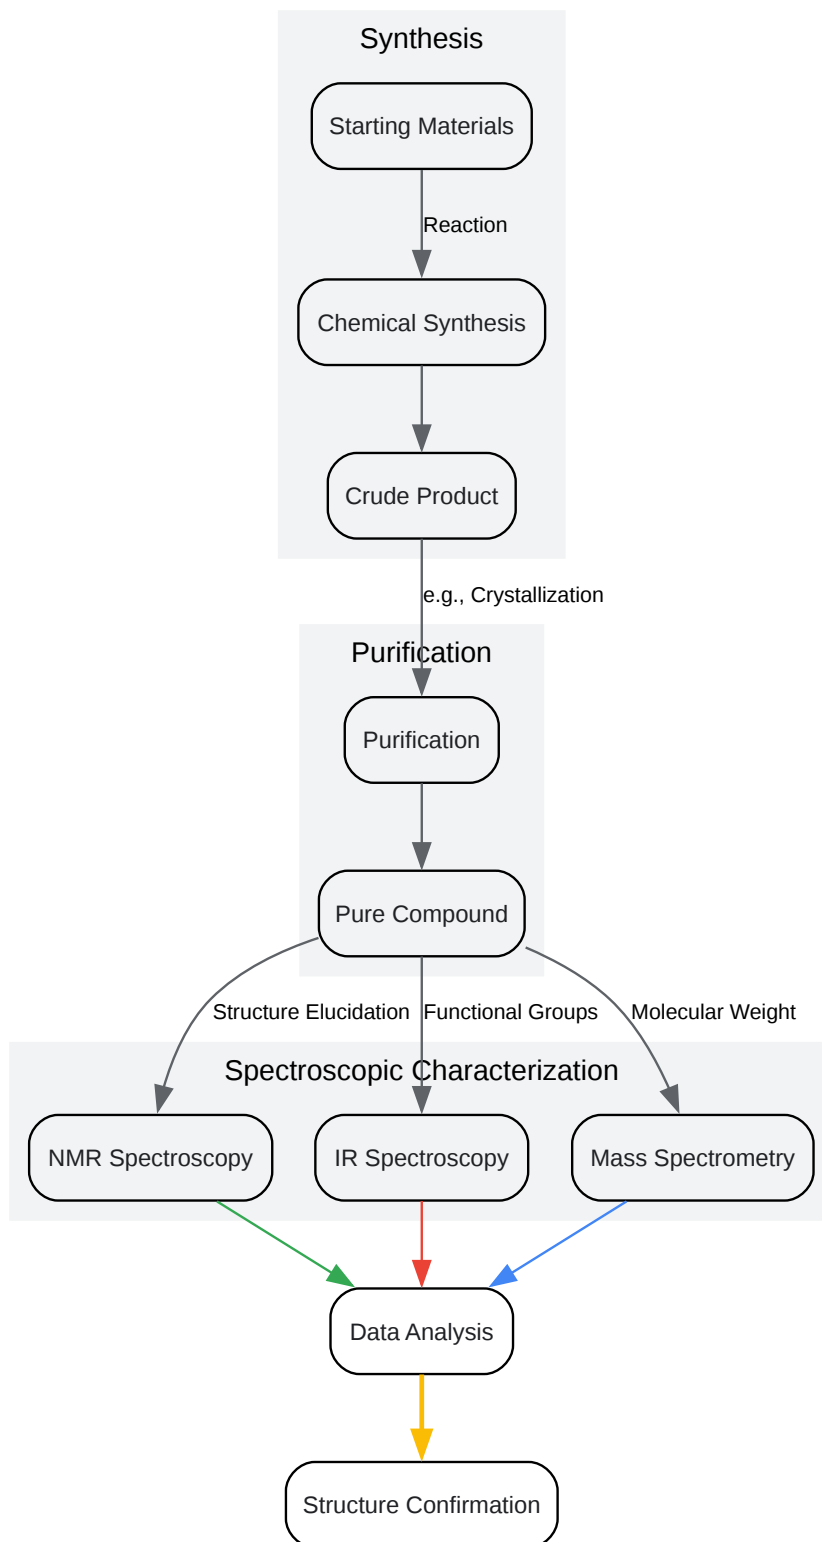 Synthesis
Starting Materials
Reaction
Chemical Synthesis
Crude Product
e.g., Crystallization
Purification
Purification
Pure Compound
Structure Elucidation
Functional Groups
Molecular Weight
Spectroscopic Characterization
NMR Spectroscopy
IR Spectroscopy
Mass Spectrometry
Data Analysis
Structure Confirmation